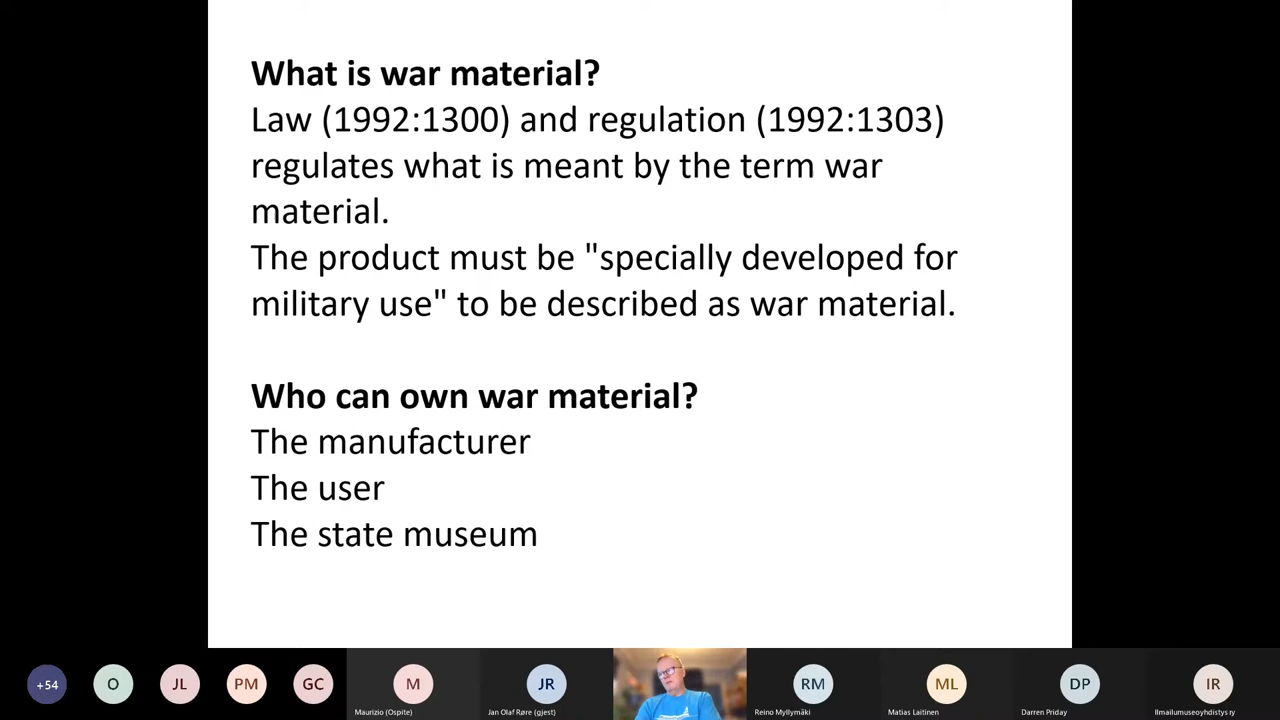 What is war material?
Law (1992:1300) and regulation (1992:1303)
regulates what is meant by the term war
material.
The product must be "specially developed for
military use" to be described as war material.
Who can own war material?
The manufacturer
The user
The state museum
+54
O
JL
PM
GC
M
JR
RM
ML
DP
IR
Maurizio (Ospite)
Jan Olaf Røre (gjest)
Reino Myllymäki
Matias Laitinen
Darren Priday
Ilmailumuseoyhdistys ry